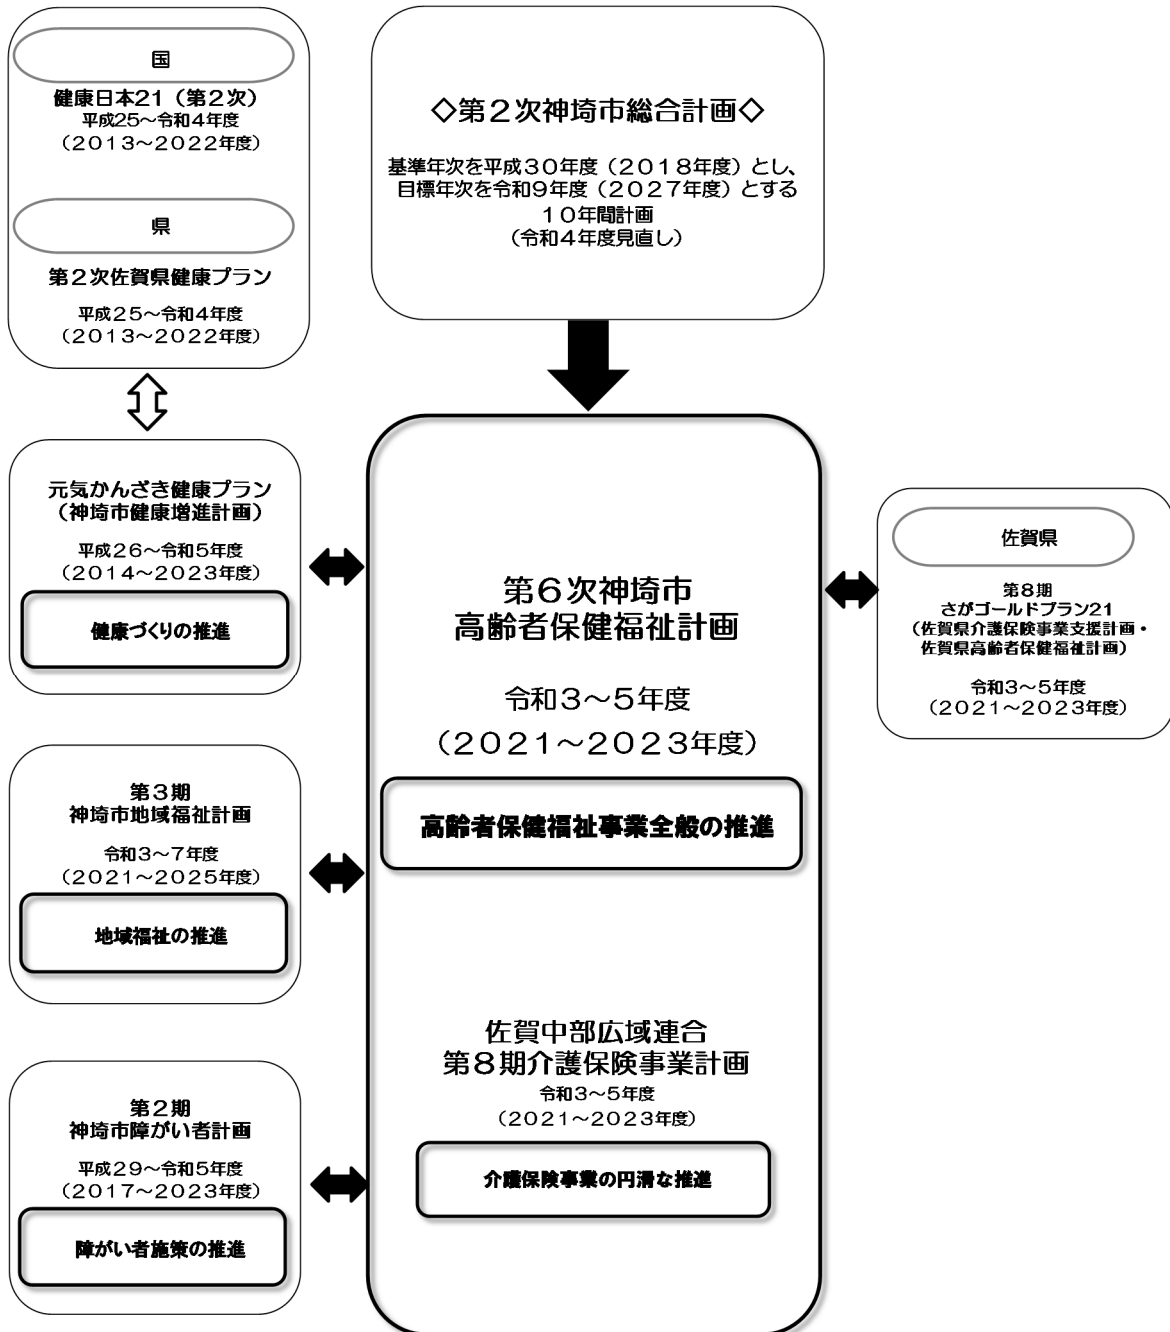 国
健康日本21（第２次）
平成25～令和４年度
（２０１３～２０２２年度）
県
第２次佐賀県健康プラン
平成２５～令和４年度
（２０１３～２０２２年度）
◇第２次神埼市総合計画◇
基準年次を平成３０年度（２０１８年度）とし、
目標年次を令和９年度（２０２７年度）とする
１０年間計画
（令和４年度見直し）
元気かんざき健康プラン
（神埼市健康増進計画）
平成２６～令和５年度
（２０１４～２０２３年度）
健康づくりの推進
第３期
神埼市地域福祉計画
令和３～７年度
（２０２１～２０２５年度）
地域福祉の推進
第２期
神埼市障がい者計画
平成２９～令和５年度
（２０１７～２０２３年度）
障がい者施策の推進
第６次神埼市
高齢者保健福祉計画
令和３～５年度
（２０２１～２０２３年度）
高齢者保健福祉事業全般の推進
佐賀中部広域連合
第８期介護保険事業計画
令和３～５年度
（２０２１～２０２３年度）
介護保険事業の円滑な推進
佐賀県
第８期
さがゴールドプラン21
（佐賀県介護保険事業支援計画・
佐賀県高齢者保健福祉計画）
令和３～５年度
（２０２１～２０２３年度）